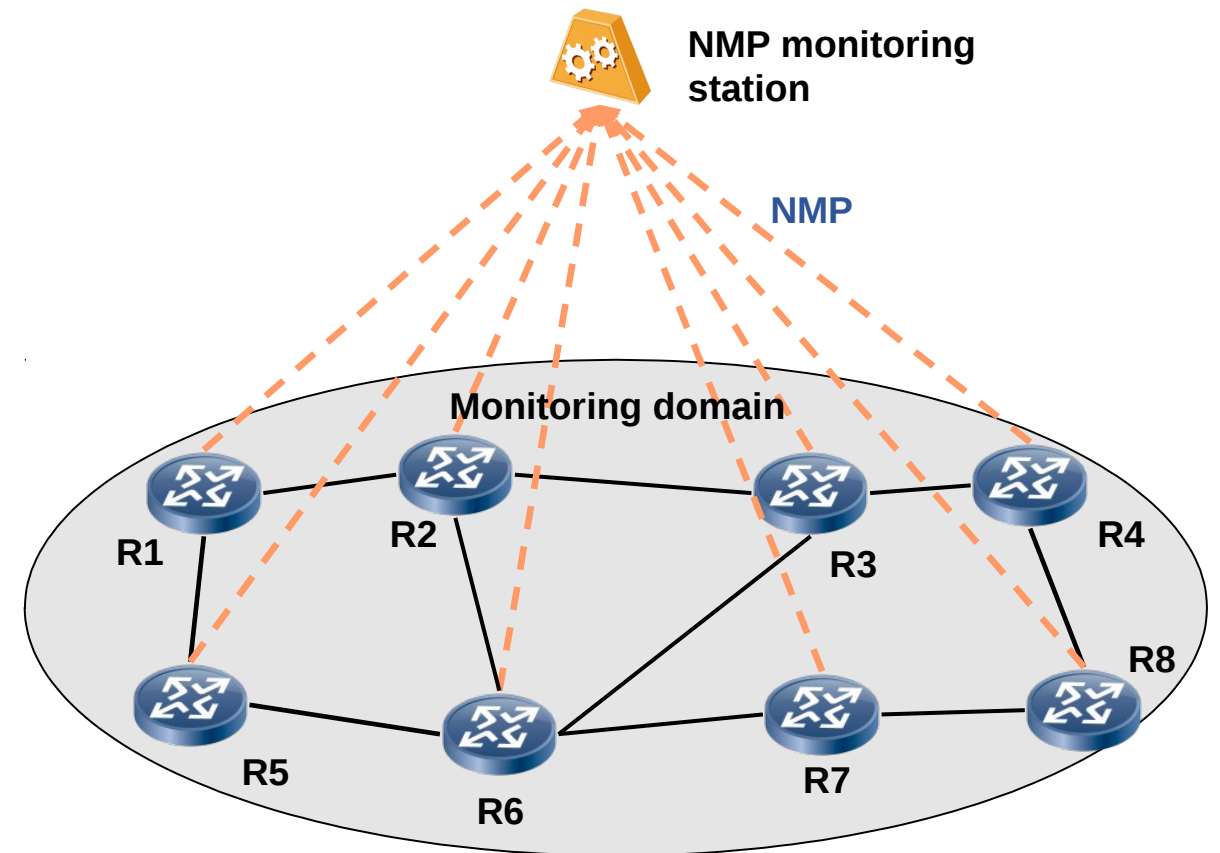 NMP monitoring
station
NMP
Monitoring domain
R1
R2
R3
R4
R5
R6
R7
R8